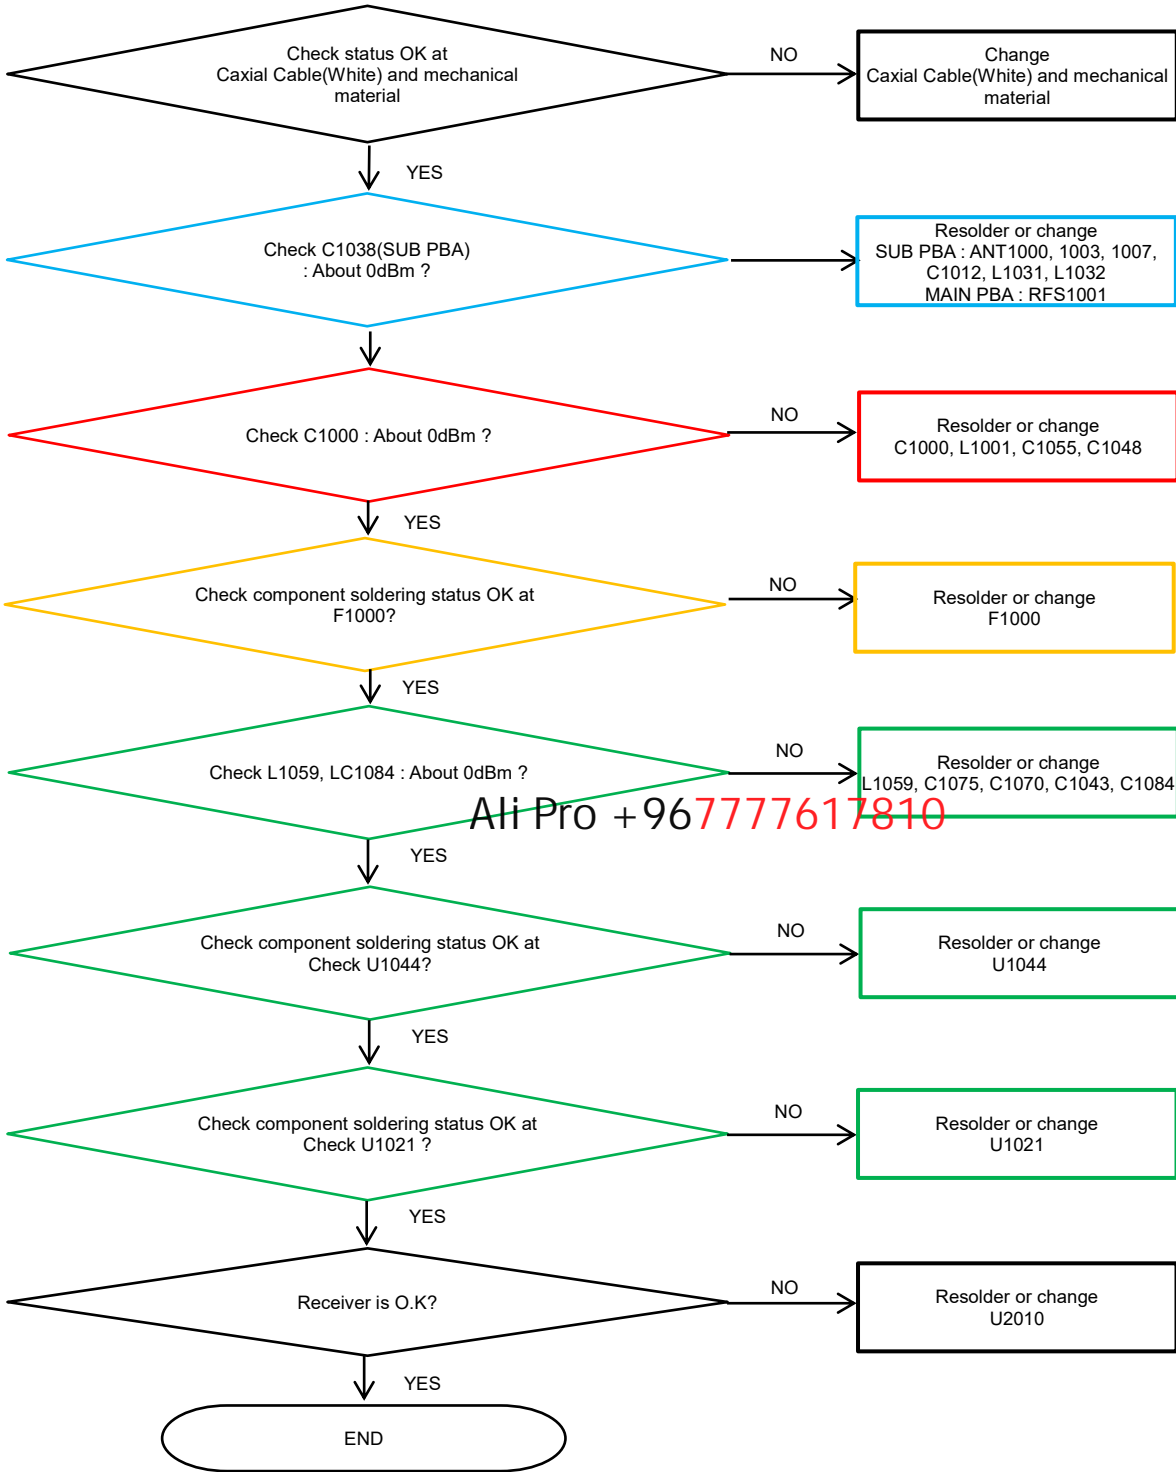 Check status OK at
Caxial Cable(White) and mechanical
material
NO
Change
Caxial Cable(White) and mechanical
material
YES
Check C1038(SUB PBA)
: About 0dBm ?
Resolder or change
SUB PBA : ANT1000, 1003, 1007,
C1012, L1031, L1032
MAIN PBA : RFS1001
Check C1000 : About 0dBm ?
NO
Resolder or change
C1000, L1001, C1055, C1048
YES
Check component soldering status OK at
F1000?
NO
Resolder or change
F1000
YES
Check L1059, LC1084 : About 0dBm ?
NO
Resolder or change
L1059, C1075, C1070, C1043, C1084
Ali Pro +967777617810
YES
Check component soldering status OK at
Check U1044?
NO
Resolder or change
U1044
YES
Check component soldering status OK at
Check U1021 ?
NO
Resolder or change
U1021
YES
Receiver is O.K?
NO
Resolder or change
U2010
YES
END